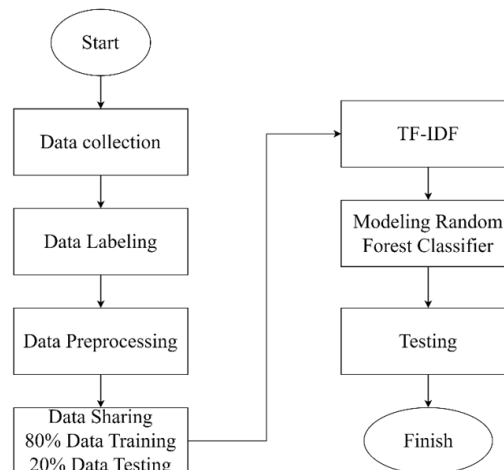 Start
Data collection
Data Labeling
Data Preprocessing
Data Sharing
80% Data Training
20% Data Testing
TF-IDF
Modeling Random
Forest Classifier
Testing
Finish